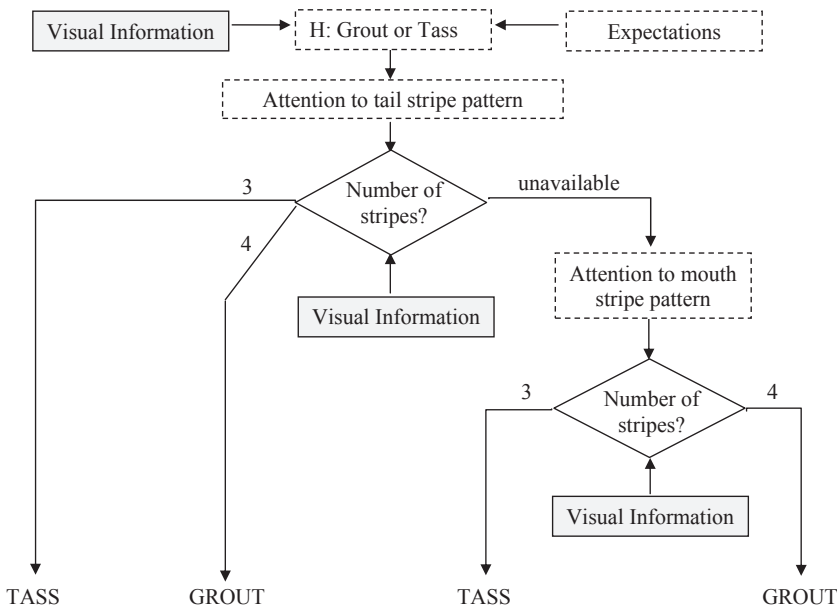 Visual Information
H: Grout or Tass
Expectations
Attention to tail stripe pattern
3
Number of
stripes?
unavailable
4
Attention to mouth
stripe pattern
Visual Information
3
Number of
stripes?
4
Visual Information
TASS
GROUT
TASS
GROUT